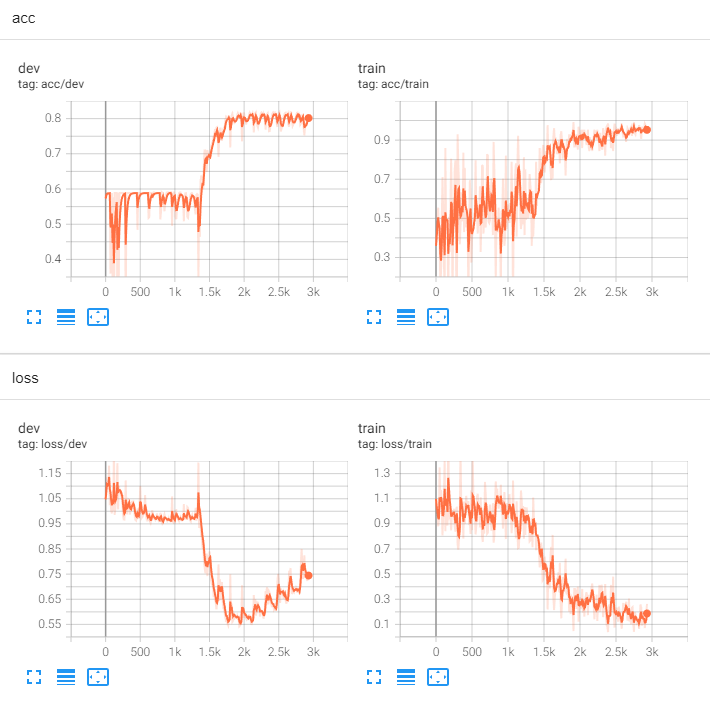 acc
dev
tag: acc/dev
0.8
0.7
0.6
0.5
0.4
0 500 1k 1.5k 2k 2.5k 3k
train
tag: acc/train
0.9
0.7
0.5
0.3
0 500 1k 1.5k 2k 2.5k 3k
loss
dev
tag: loss/dev
1.15
1.05
0.95
0.85
0.75
0.65
0.55
0 500 1k 1.5k 2k 2.5k 3k
train
tag: loss/train
1.3
1.1
0.9
0.7
0.5
0.3
0.1
0 500 1k 1.5k 2k 2.5k 3k